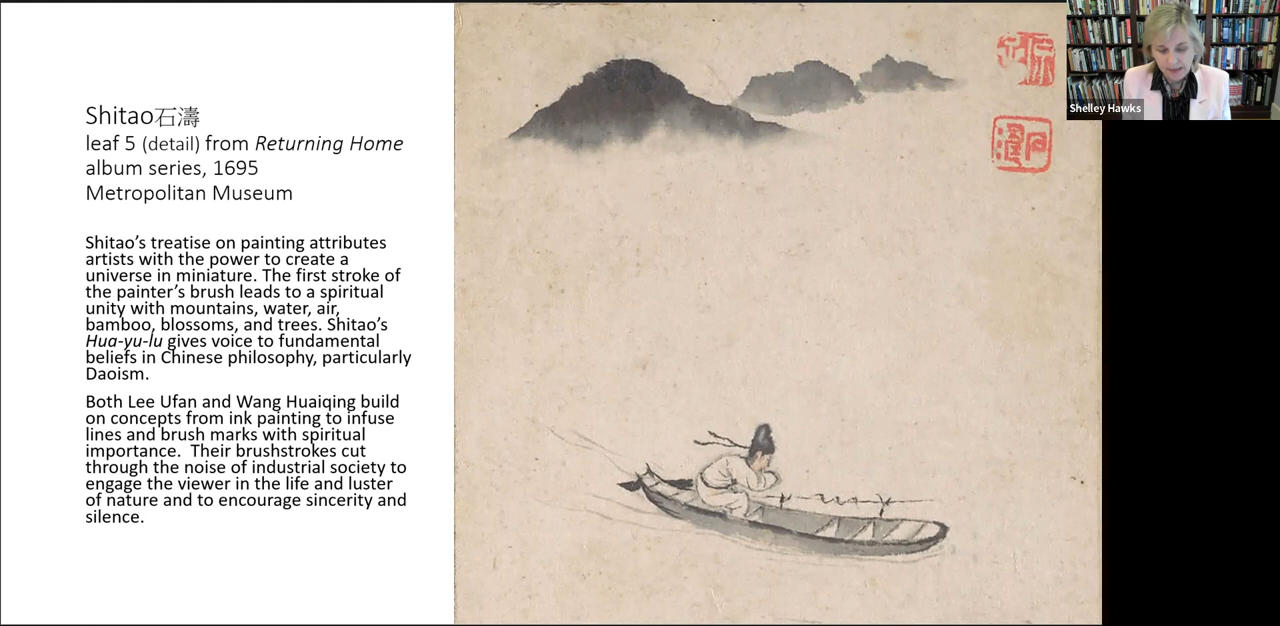 Shitao石濤
leaf 5 (detail) from Returning Home
album series, 1695
Metropolitan Museum
Shitao’s treatise on painting attributes
artists with the power to create a
universe in miniature. The first stroke of
the painter’s brush leads to a spiritual
unity with mountains, water, air,
bamboo, blossoms, and trees. Shitao’s
Hua-yu-lu gives voice to fundamental
beliefs in Chinese philosophy, particularly
Daoism.
Both Lee Ufan and Wang Huaiqing build
on concepts from ink painting to infuse
lines and brush marks with spiritual
importance.  Their brushstrokes cut
through the noise of industrial society to
engage the viewer in the life and luster
of nature and to encourage sincerity and
silence.
Shelley Hawks